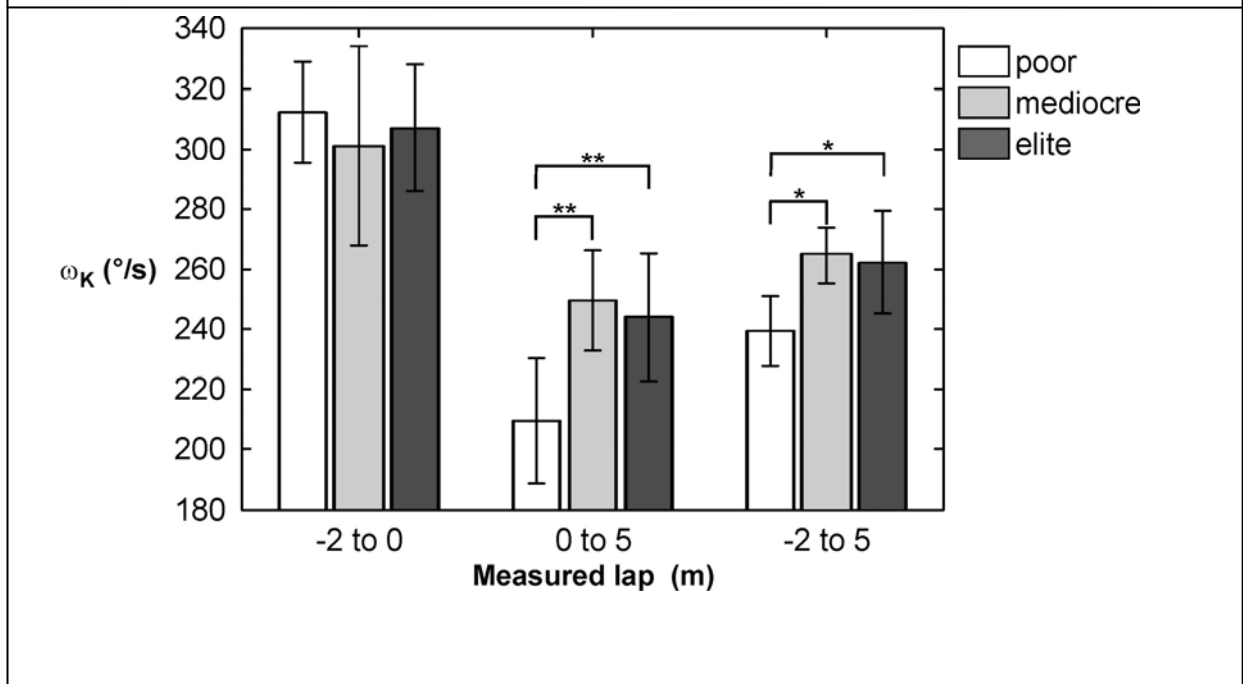 340
320
300
280
260
240
220
200
180
ω_K (°/s)
** ** * *
-2 to 0 0 to 5 -2 to 5
Measured lap (m)
poor
mediocre
elite